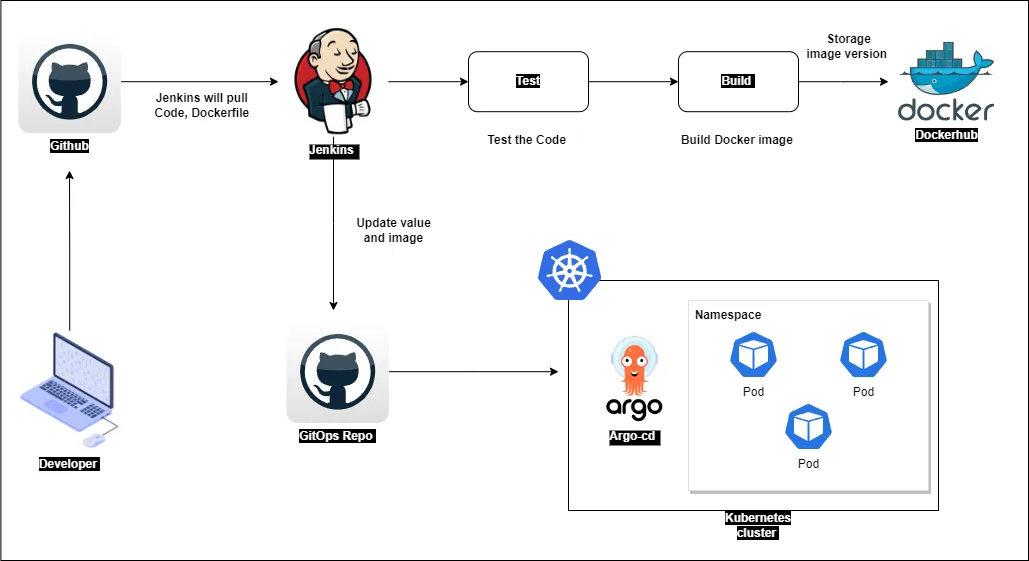 Github
Jenkins will pull
Code, Dockerfile
Jenkins
Test
Test the Code
Build
Build Docker image
Storage
image version
docker
Dockerhub
Update value
and image
Developer
GitOps Repo
argo
Argo-cd
Namespace
Pod
Pod
Pod
Kubernetes
cluster